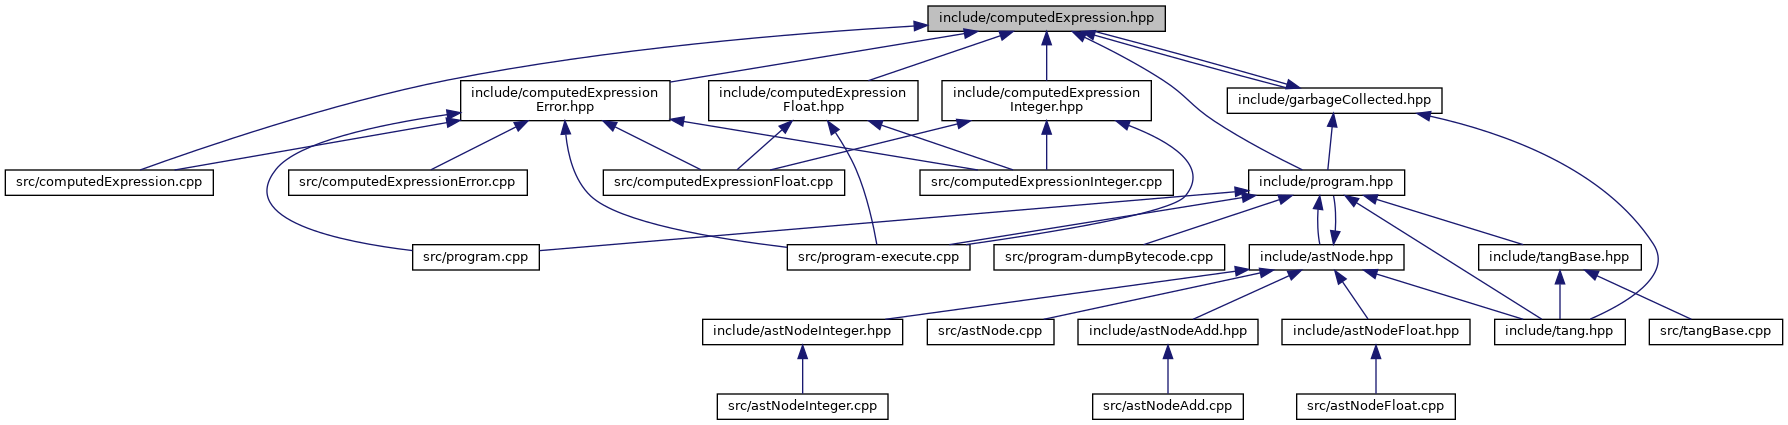 include/computedExpression.hpp
include/computedExpression
Error.hpp
include/computedExpression
Float.hpp
include/computedExpression
Integer.hpp
include/garbageCollected.hpp
src/computedExpression.cpp
src/computedExpressionError.cpp
src/computedExpressionFloat.cpp
src/computedExpressionInteger.cpp
include/program.hpp
src/program.cpp
src/program-execute.cpp
src/program-dumpBytecode.cpp
include/astNode.hpp
include/tangBase.hpp
include/astNodeInteger.hpp
src/astNode.cpp
include/astNodeAdd.hpp
include/astNodeFloat.hpp
include/tang.hpp
src/tangBase.cpp
src/astNodeInteger.cpp
src/astNodeAdd.cpp
src/astNodeFloat.cpp